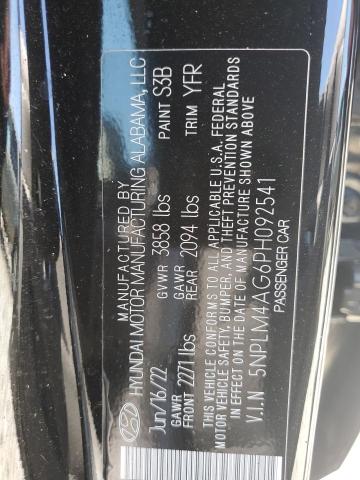 MANUFACTURED BY
HYUNDAI MOTOR MANUFACTURING ALABAMA, LLC
Jun/16/22 GVWR 3858 lbs PAINT S3B
GAWR FRONT 2271 lbs GAWR REAR 2094 lbs TRIM YFR
THIS VEHICLE CONFORMS TO ALL APPLICABLE U.S.A. FEDERAL
MOTOR VEHICLE SAFETY, BUMPER, AND THEFT PREVENTION STANDARDS
IN EFFECT ON THE DATE OF MANUFACTURE SHOWN ABOVE
V.I.N 5NPLM4AG6PH092541
PASSENGER CAR